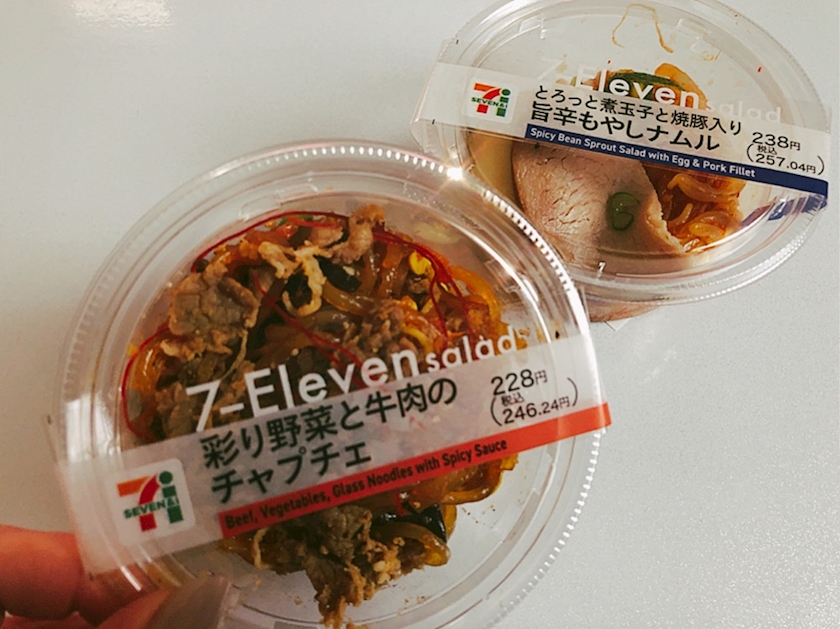 7-Eleven salad
SEVEN&i
とろっと煮玉子と焼豚入り
旨辛もやしナムル
238円
(税込
257.04円)
Spicy Bean Sprout Salad with Egg & Pork Fillet
7-Eleven salad
彩り野菜と牛肉の
チャプチェ
228円
(税込
246.24円)
SEVEN&i
Beef, Vegetables, Glass Noodles with Spicy Sauce